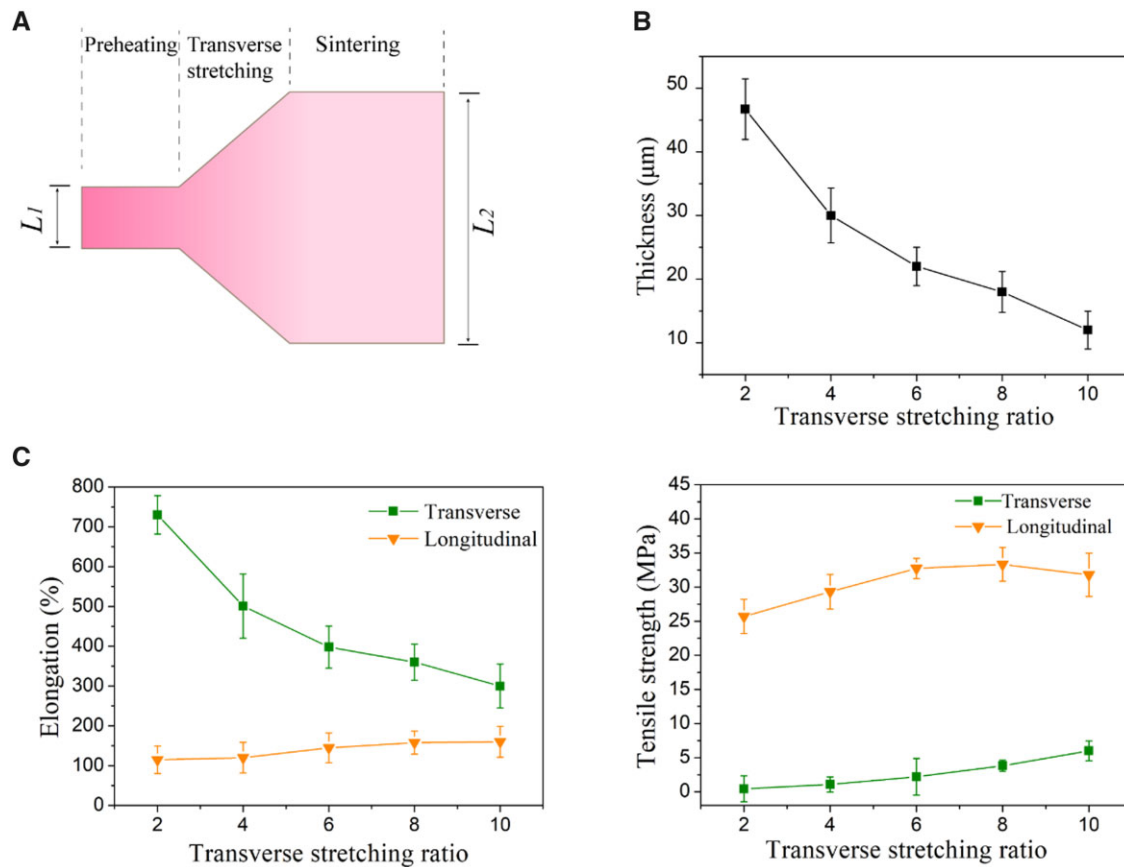 A
Preheating
Transverse
stretching
Sintering
L1
L2
B
Thickness (μm)
50
40
30
20
10
2 4 6 8 10
Transverse stretching ratio
C
Elongation (%)
800
700
600
500
400
300
200
100
0
Transverse
Longitudinal
2 4 6 8 10
Transverse stretching ratio
Tensile strength (MPa)
45
40
35
30
25
20
15
10
5
0
Transverse
Longitudinal
2 4 6 8 10
Transverse stretching ratio